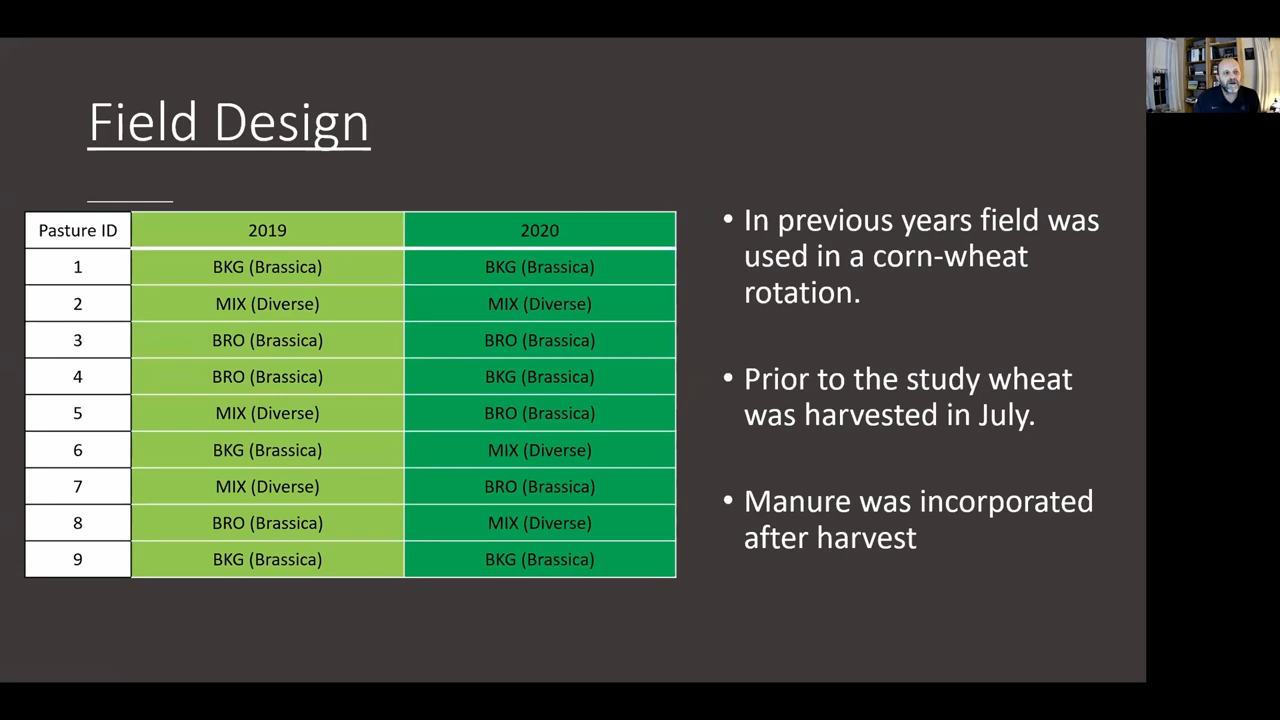 Field Design
Pasture ID 2019 2020
1 BKG (Brassica) BKG (Brassica)
2 MIX (Diverse) MIX (Diverse)
3 BRO (Brassica) BRO (Brassica)
4 BRO (Brassica) BKG (Brassica)
5 MIX (Diverse) BRO (Brassica)
6 BKG (Brassica) MIX (Diverse)
7 MIX (Diverse) BRO (Brassica)
8 BRO (Brassica) MIX (Diverse)
9 BKG (Brassica) BKG (Brassica)
• In previous years field was
used in a corn-wheat
rotation.
• Prior to the study wheat
was harvested in July.
• Manure was incorporated
after harvest